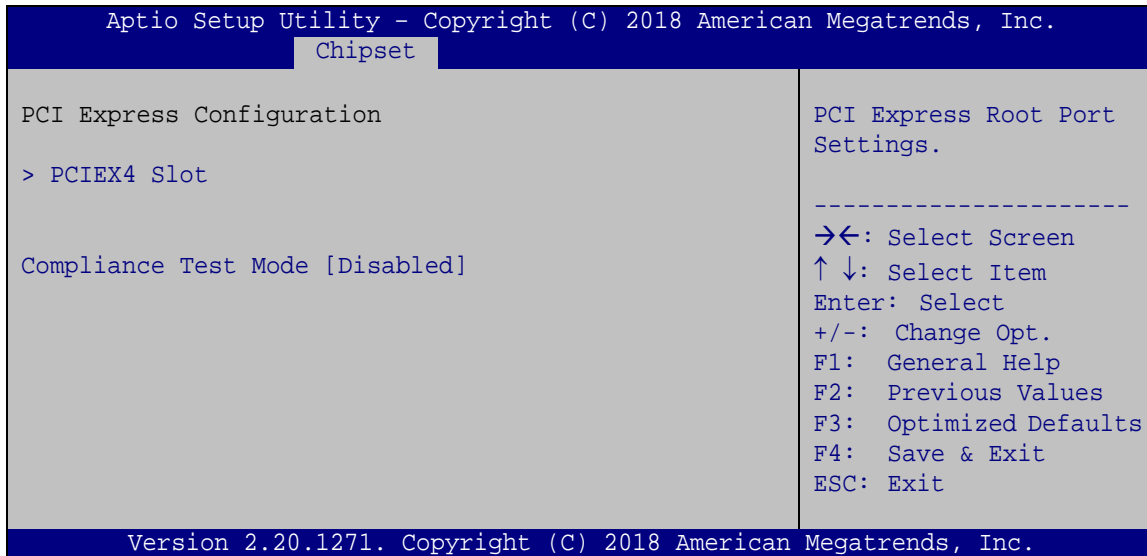 Aptio Setup Utility – Copyright (C) 2018 American Megatrends, Inc.
Chipset
PCI Express Configuration
> PCIEX4 Slot
Compliance Test Mode [Disabled]
PCI Express Root Port
Settings.
----------------------
→←: Select Screen
↑ ↓: Select Item
Enter: Select
+/-: Change Opt.
F1: General Help
F2: Previous Values
F3: Optimized Defaults
F4: Save & Exit
ESC: Exit
Version 2.20.1271. Copyright (C) 2018 American Megatrends, Inc.